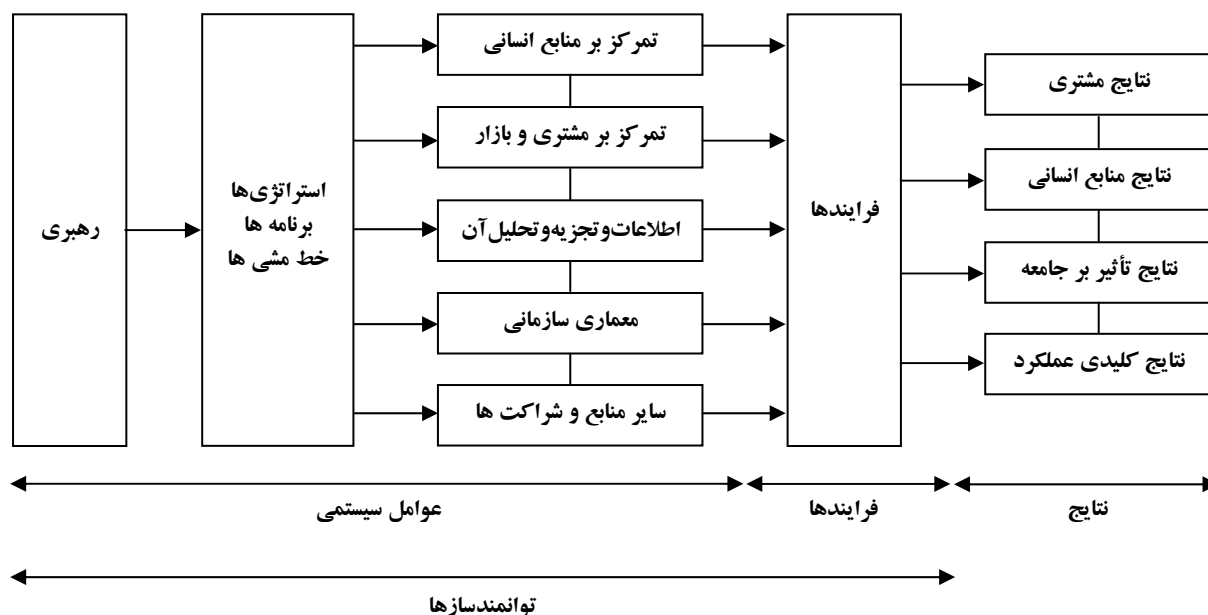 رهبری
استراتژی‌ها
برنامه ها
خط مشی ها
تمرکز بر منابع انسانی
تمرکز بر مشتری و بازار
اطلاعات‌و‌تجزیه‌و‌تحلیل‌آن
معماری سازمانی
سایر منابع و شراکت ها
فرایندها
نتایج مشتری
نتایج منابع انسانی
نتایج تأثیر بر جامعه
نتایج کلیدی عملکرد
عوامل سیستمی
فرایندها
نتایج
توانمندسازها